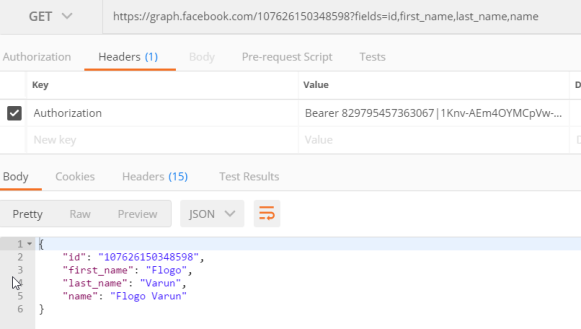 GET https://graph.facebook.com/107626150348598?fields=id,first_name,last_name,name
Authorization Headers (1) Body Pre-request Script Tests
Key Value D
Authorization Bearer 829795457363067|1Knv-AEm4OYMCpVw-...
New key Value D
Body Cookies Headers (15) Test Results
Pretty Raw Preview JSON
1 {
2 "id": "107626150348598",
3 "first_name": "Flogo",
4 "last_name": "Varun",
5 "name": "Flogo Varun"
6 }